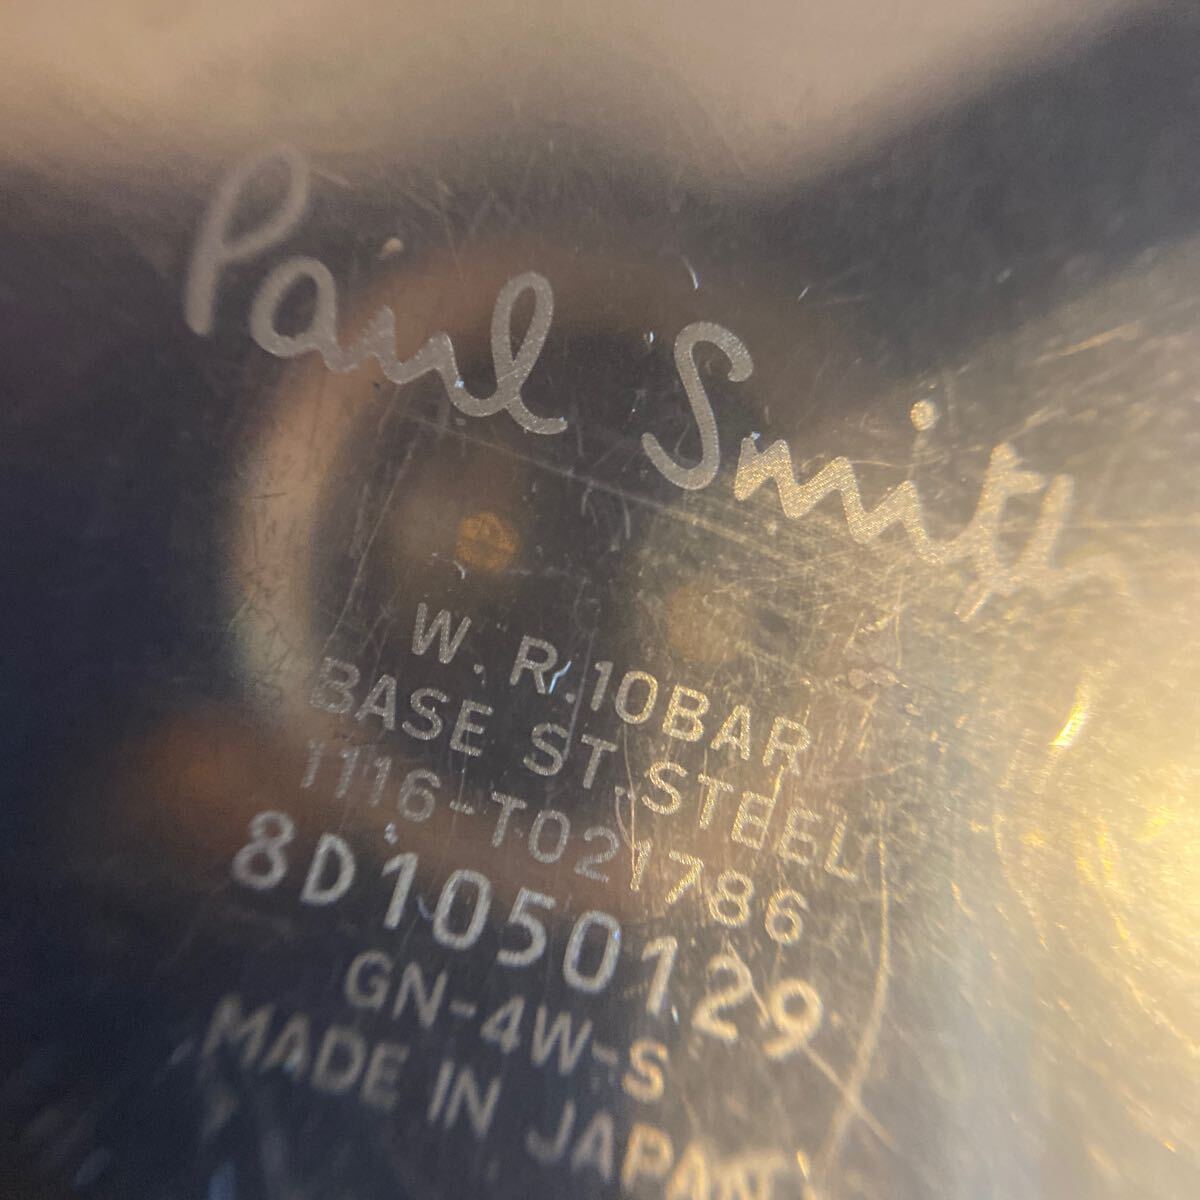 Paul Smith
W.R.10BAR
BASE ST.STEEL
1116-T021786
8D1050129
GN-4W-S
MADE IN JAPAN